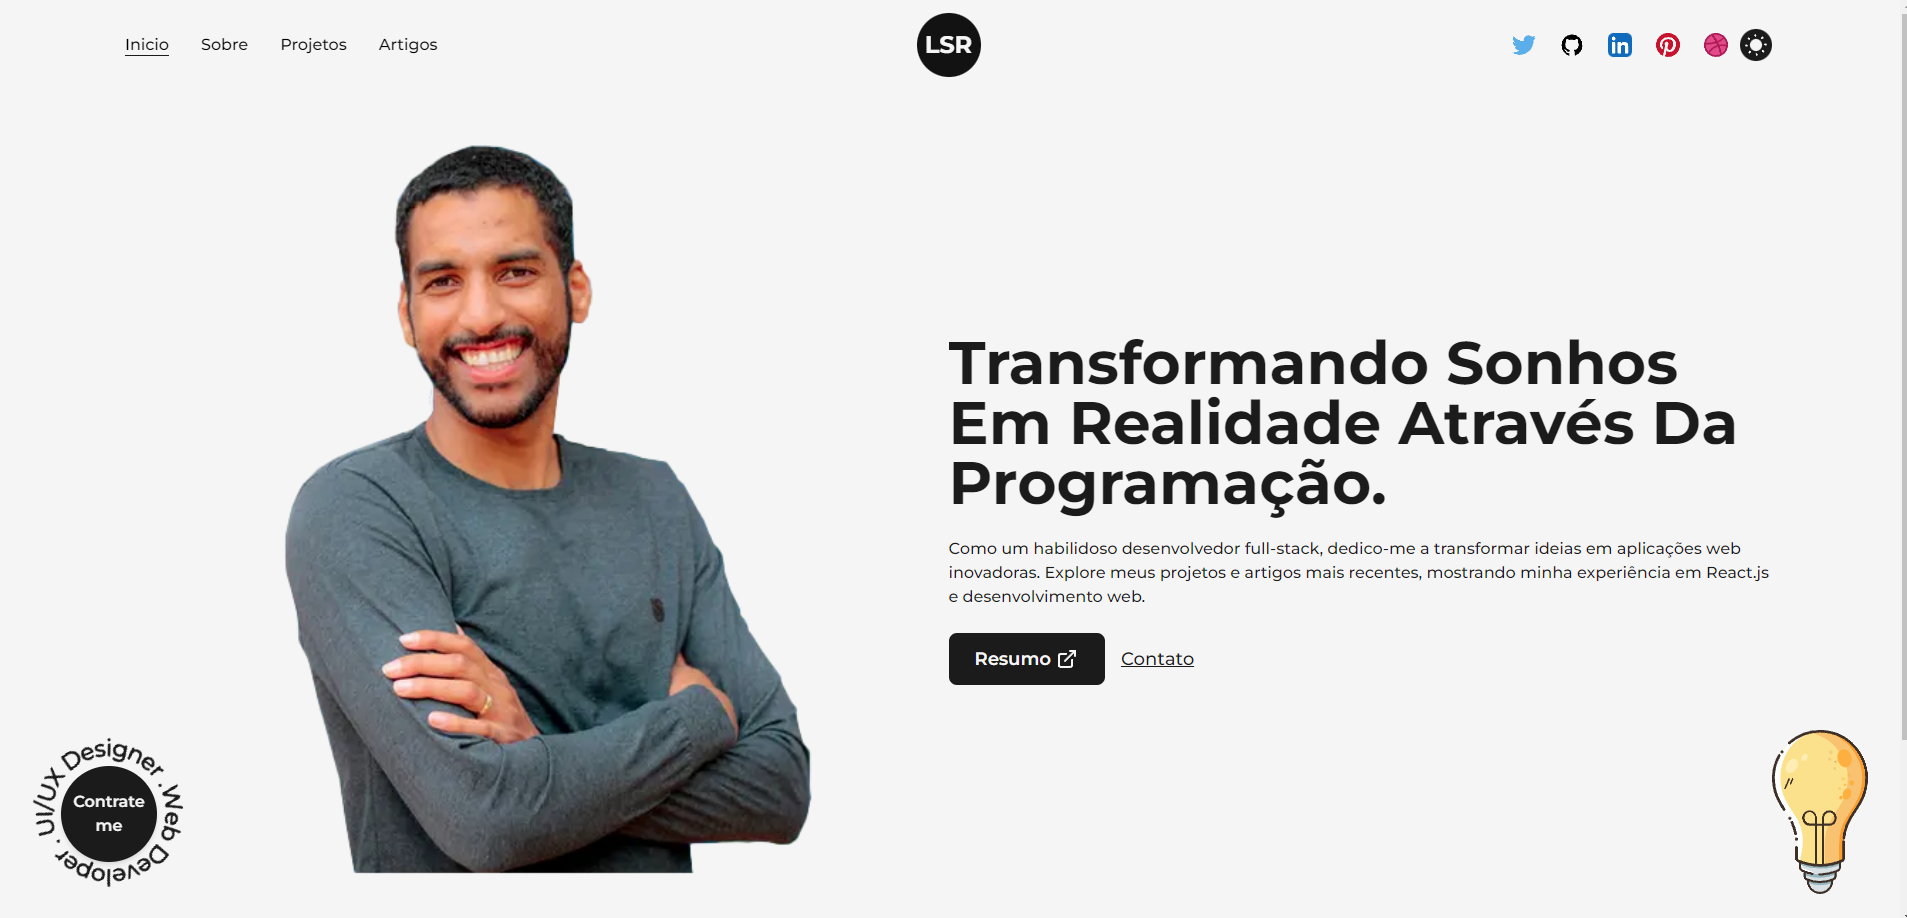 Inicio
Sobre
Projetos
Artigos
LSR
in
Transformando Sonhos
Em Realidade Através Da
Programação.
Como um habilidoso desenvolvedor full-stack, dedico-me a transformar ideias em aplicações web
inovadoras. Explore meus projetos e artigos mais recentes, mostrando minha experiência em React.js
e desenvolvimento web.
Resumo
Contato
UI/UX Designer . Web Developer .
Contrate
me